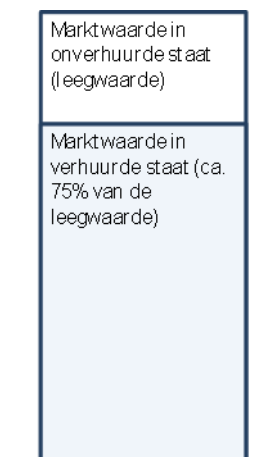 Marktwaarde in
onverhuurde staat
(leegwaarde)
Marktwaarde in
verhuurde staat (ca.
75% van de
leegwaarde)